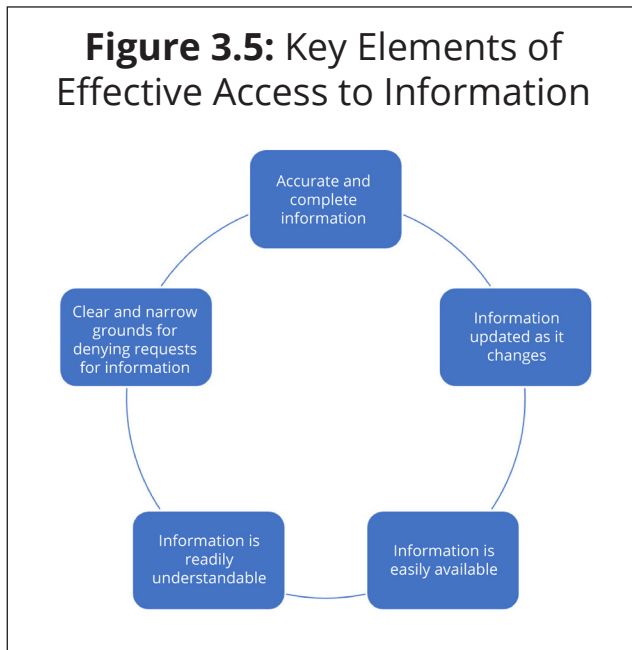 Figure 3.5: Key Elements of
Effective Access to Information
Accurate and
complete
information
Information
updated as it
changes
Information is
easily available
Information is
readily
understandable
Clear and narrow
grounds for
denying requests
for information